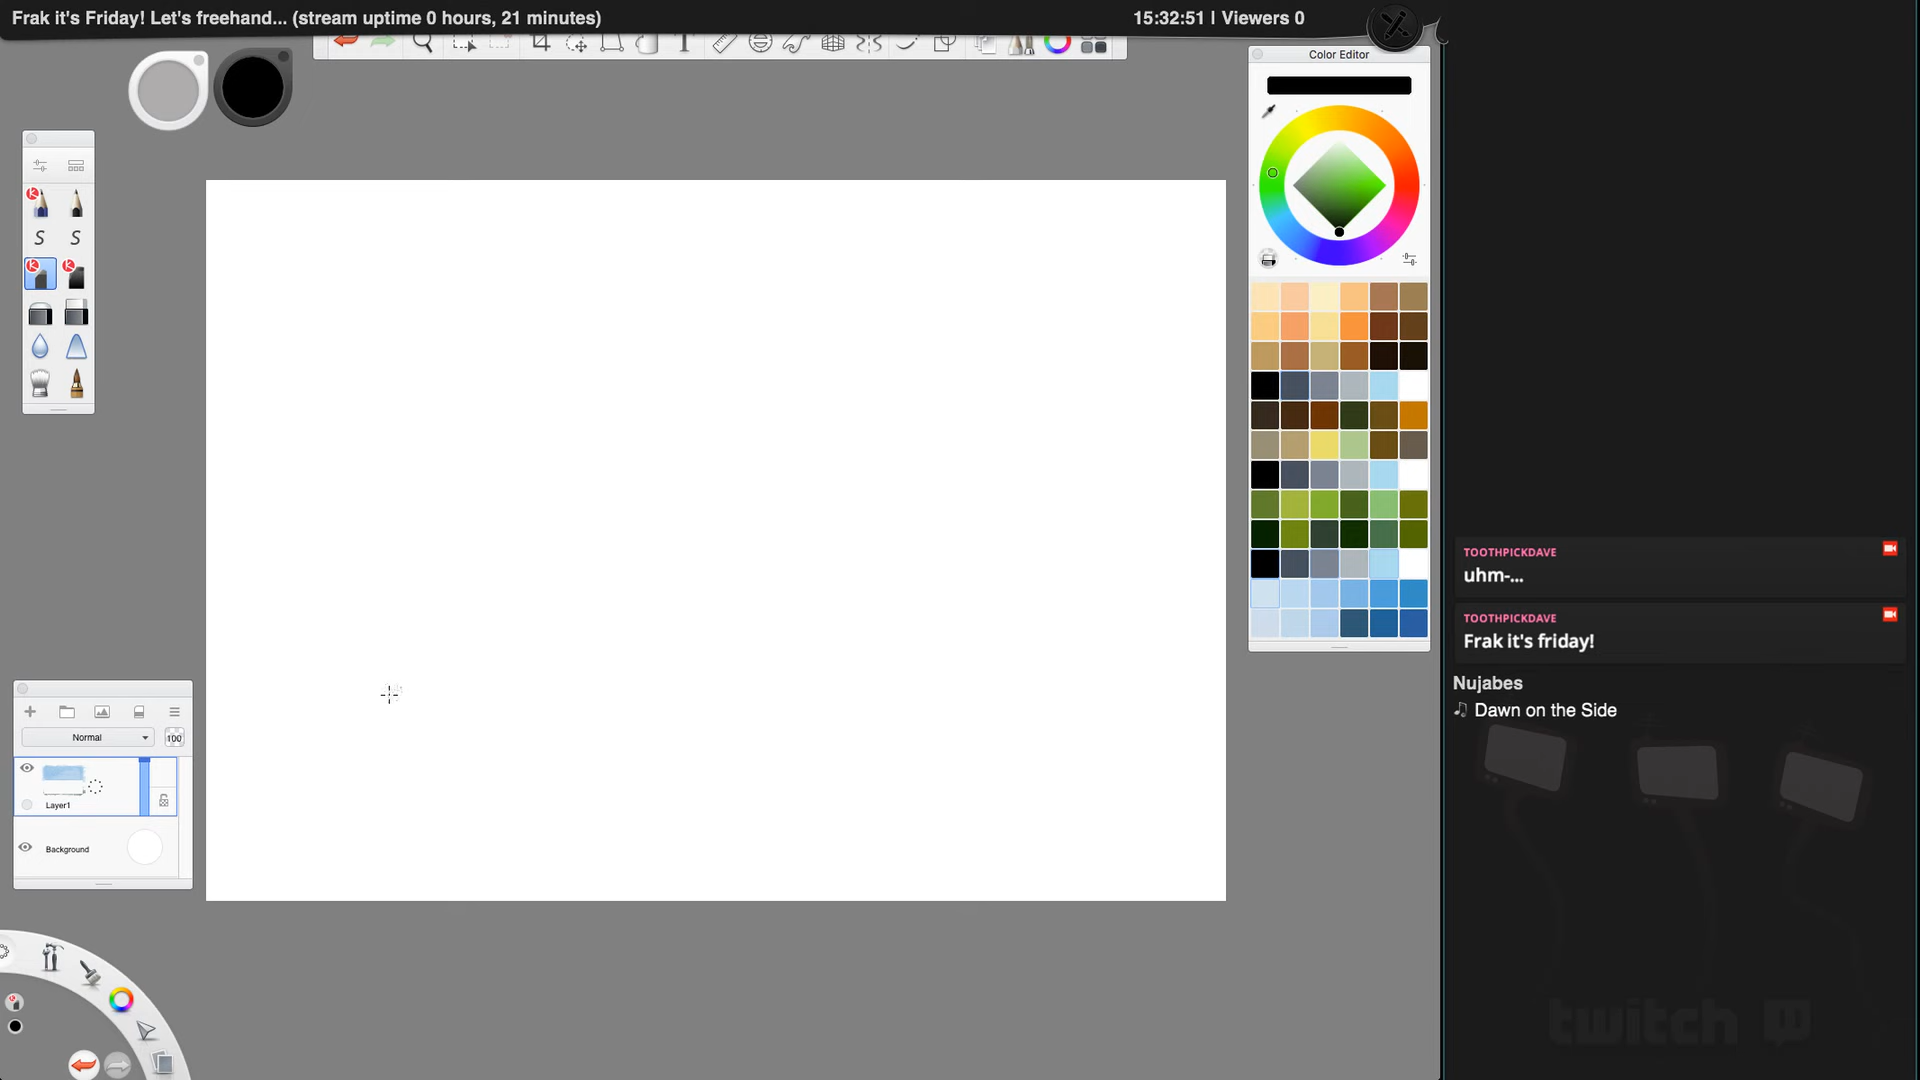 Frak it's Friday! Let's freehand... (stream uptime 0 hours, 21 minutes)
15:32:51 | Viewers 0
Color Editor
Normal
100
Layer1
Background
TOOTHPICKDAVE
uhm-...
TOOTHPICKDAVE
Frak it's friday!
Nujabes
Dawn on the Side
twitch